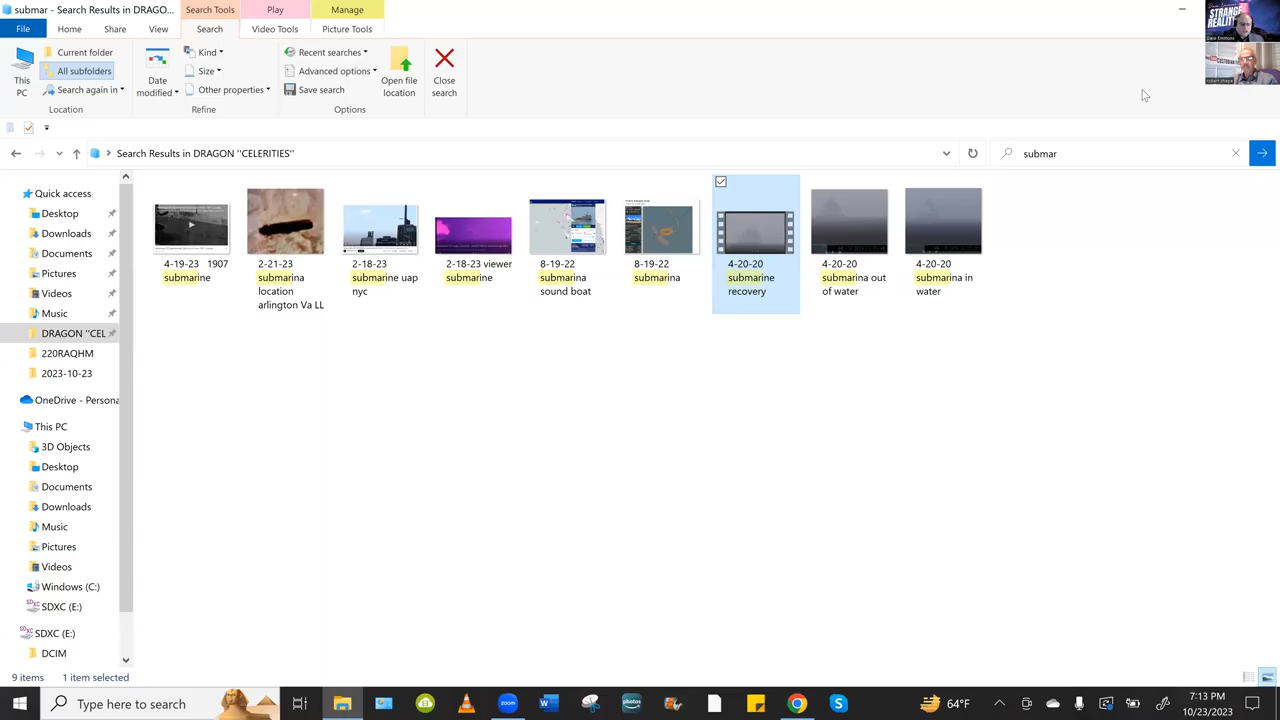 submar - Search Results in DRAGO...
Search Tools
Play
Manage
File
Home
Share
View
Search
Video Tools
Picture Tools
This PC
Current folder
All subfolders
Search again in
Location
Date modified
Kind
Size
Other properties
Refine
Recent searches
Advanced options
Save search
Options
Open file location
Close search
STRANGE
REALITY
Dave Emmons
Search Results in DRAGON "CELERITIES"
submar
Quick access
Desktop
Downloads
Documents
Pictures
Videos
Music
DRAGON "CEL
220RAQHM
2023-10-23
OneDrive - Persona
This PC
3D Objects
Desktop
Documents
Downloads
Music
Pictures
Videos
Windows (C:)
SDXC (E:)
SDXC (E:)
DCIM
4-19-23 1907
submarine
2-21-23
submarina
location
arlington Va LL
2-18-23
submarine uap
nyc
2-18-23 viewer
submarine
8-19-22
submarina
sound boat
8-19-22
submarina
4-20-20
submarine
recovery
4-20-20
submarina out
of water
4-20-20
submarina in
water
9 items
1 item selected
Type here to search
zoom
photos
64°F
7:13 PM
10/23/2023